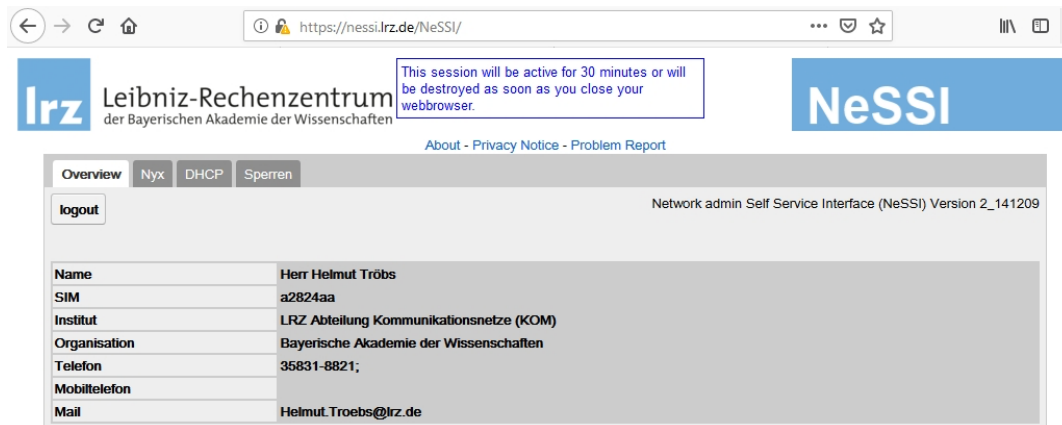 https://nessi.lrz.de/NeSSI/
lrz
Leibniz-Rechenzentrum
der Bayerischen Akademie der Wissenschaften
This session will be active for 30 minutes or will
be destroyed as soon as you close your
webbrowser.
NeSSI
About - Privacy Notice - Problem Report
Overview Nyx DHCP Sperren
logout
Network admin Self Service Interface (NeSSI) Version 2_141209
Name Herr Helmut Tröbs
SIM a2824aa
Institut LRZ Abteilung Kommunikationsnetze (KOM)
Organisation Bayerische Akademie der Wissenschaften
Telefon 35831-8821;
Mobiltelefon
Mail Helmut.Troebs@lrz.de